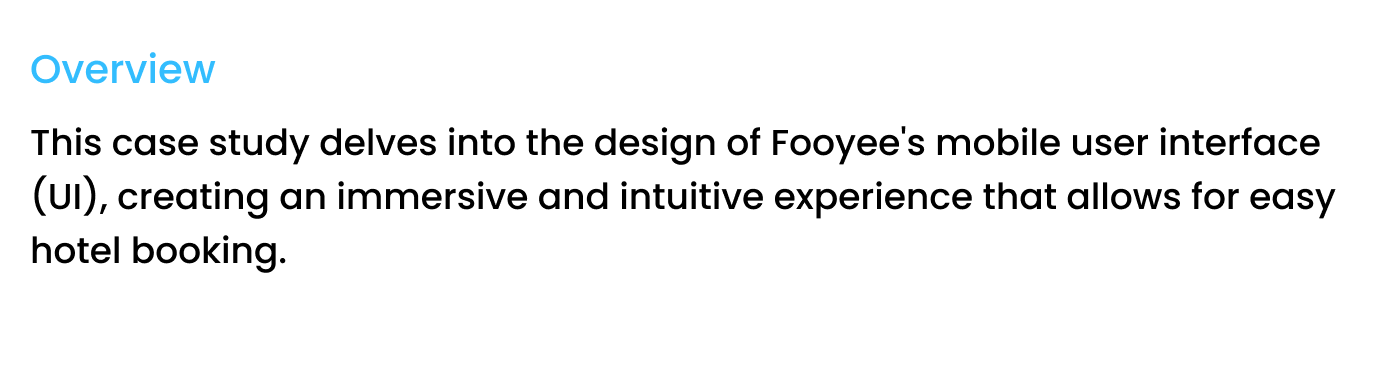 Overview
This case study delves into the design of Fooyee's mobile user interface
(UI), creating an immersive and intuitive experience that allows for easy
hotel booking.